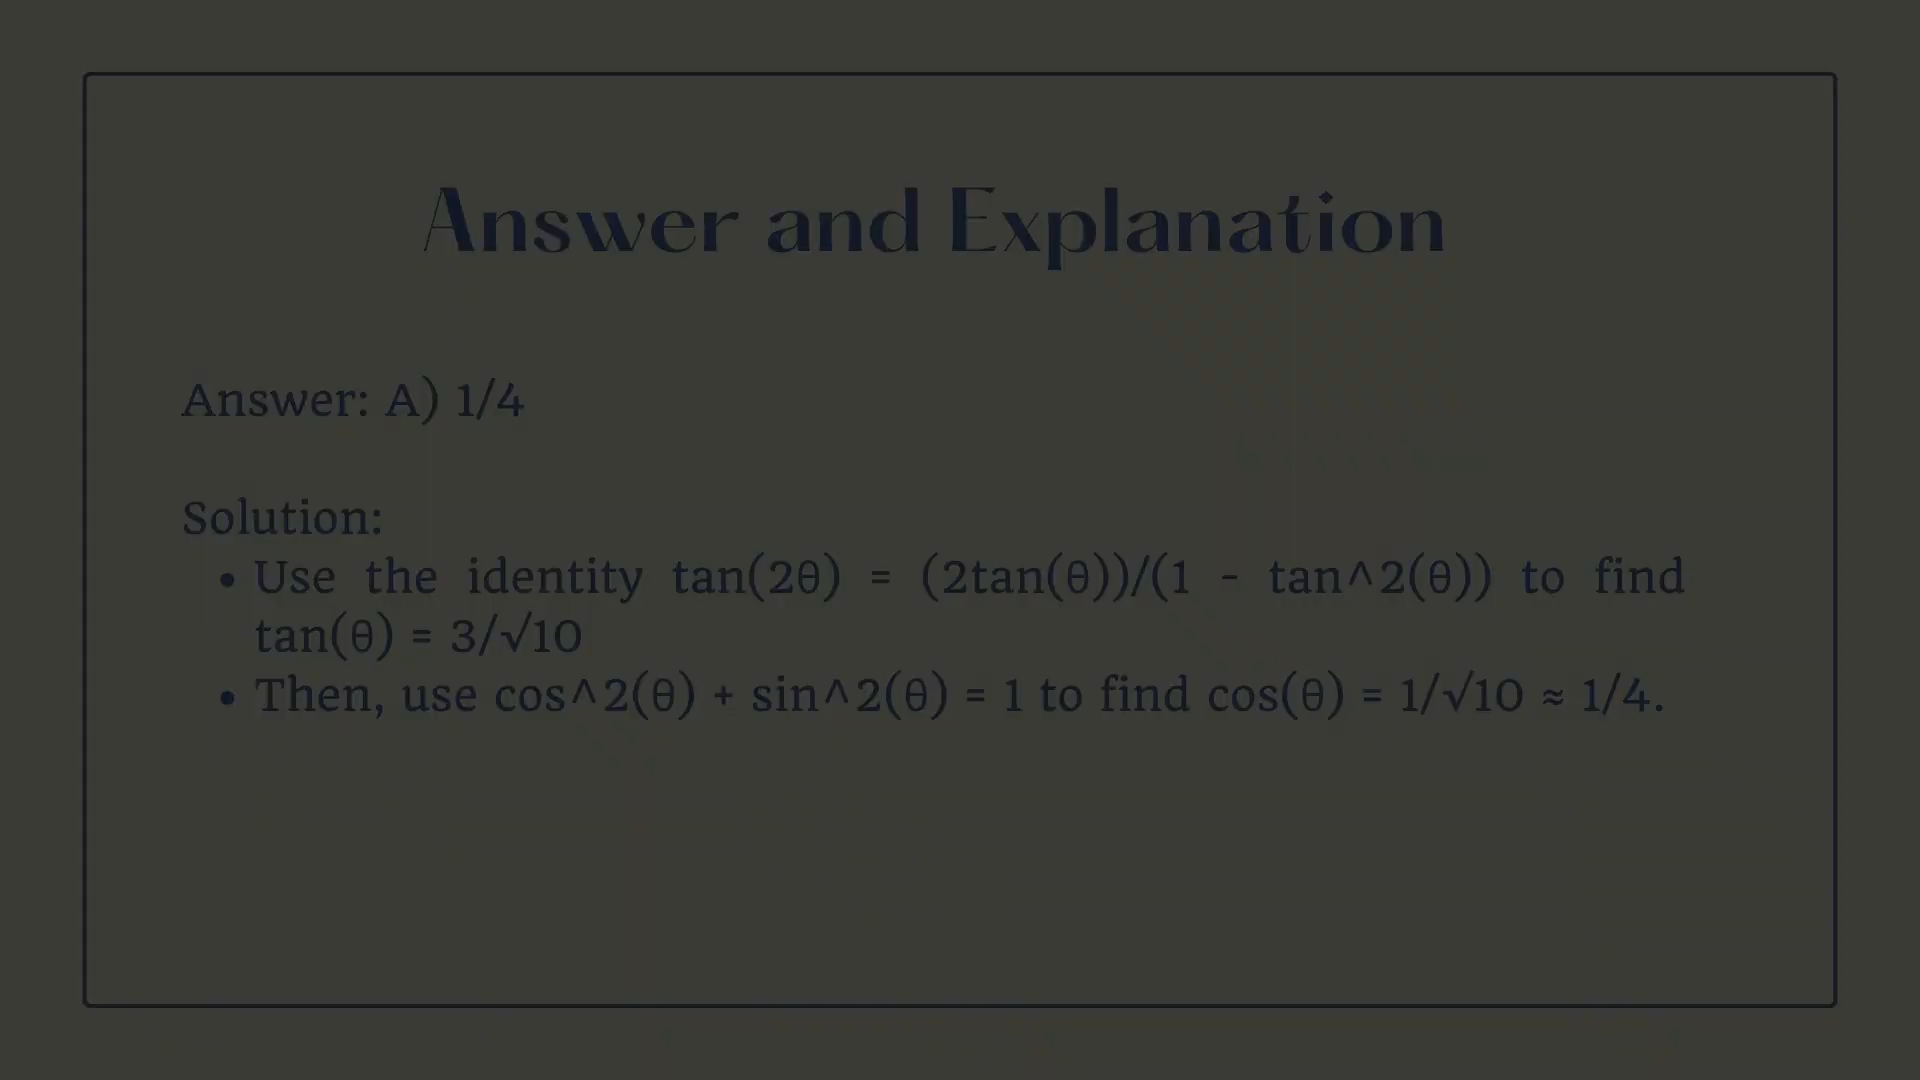 Answer and Explanation
Answer: A) 1/4
Solution:
• Use the identity tan(2θ) = (2tan(θ))/(1 - tan^2(θ)) to find
tan(θ) = 3/√10
• Then, use cos^2(θ) + sin^2(θ) = 1 to find cos(θ) = 1/√10 ≈ 1/4.